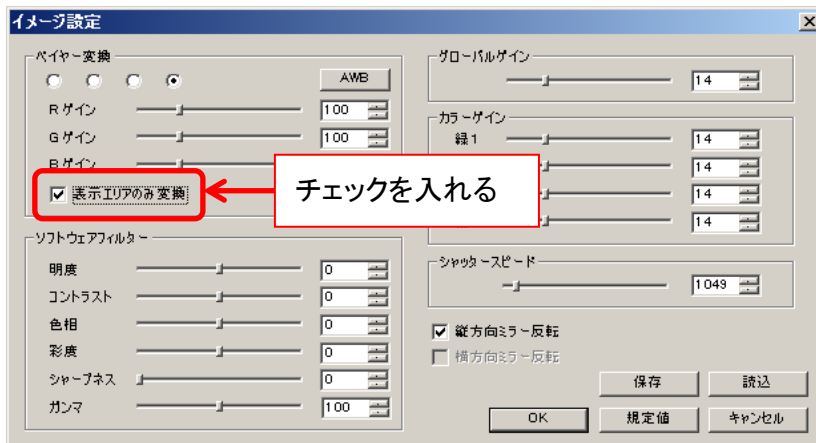 イメージ設定
ベイヤー変換
AWB
Rゲイン 100
Gゲイン 100
Bゲイン
表示エリアのみ変換
チェックを入れる
ソフトウェアフィルター
明度 0
コントラスト 0
色相 0
彩度 0
シャープネス 0
ガンマ 100
グローバルゲイン
14
カラーゲイン
緑1 14
14
14
14
シャッタースピード
1049
縦方向ミラー反転
横方向ミラー反転
保存 読込
OK 規定値 キャンセル